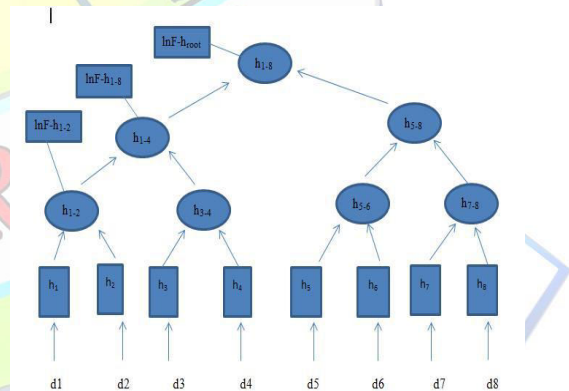 lnF-hroot
h1-8
lnF-h1-8
lnF-h1-2
h1-4
h5-8
h1-2
h3-4
h5-6
h7-8
h1 h2 h3 h4 h5 h6 h7 h8
d1 d2 d3 d4 d5 d6 d7 d8